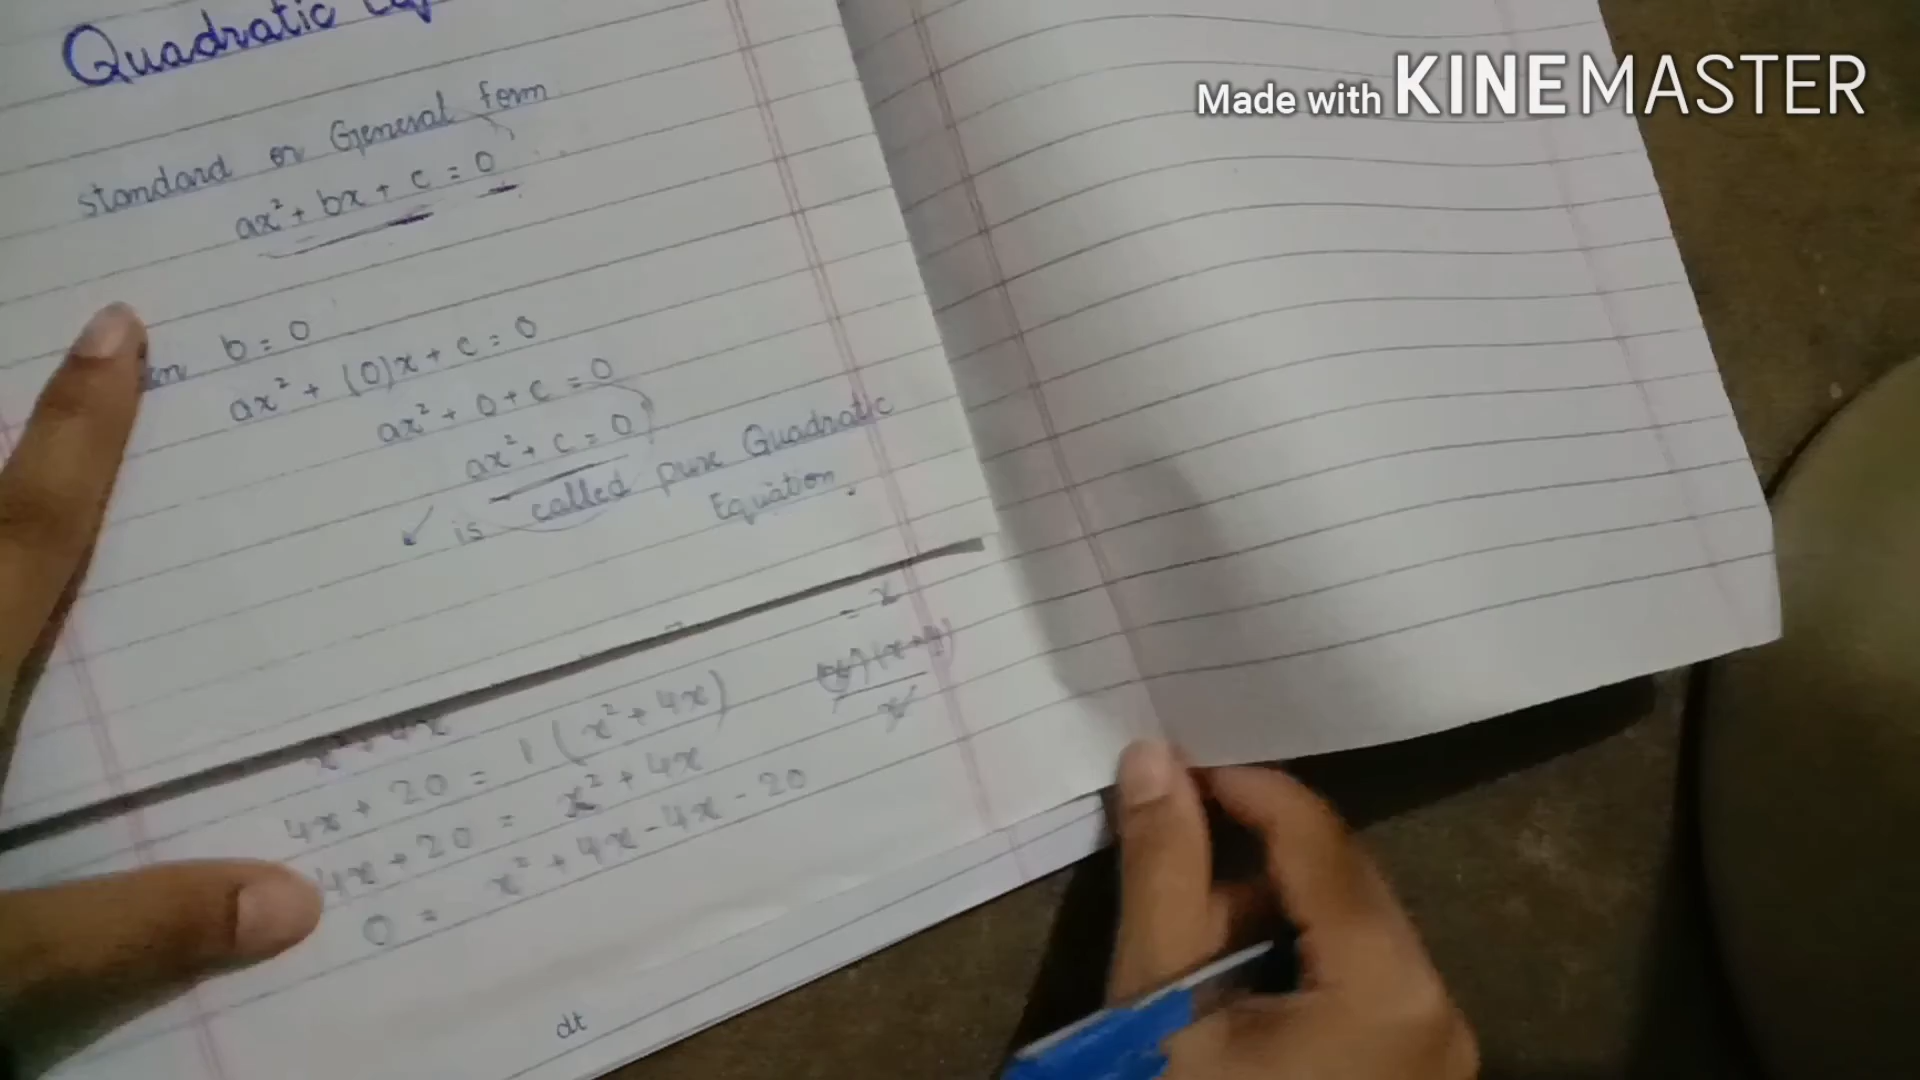 Quadratic
standard or General form
ax² + bx + c = 0
b = 0
ax² + (0)x + c = 0
ax² + 0 + c = 0
ax² + c = 0
is called pure Quadratic
Equation.
= x
x² + 4x
4x + 20 = 1 (x² + 4x)
4x + 20 = x² + 4x
0 = x² + 4x - 4x - 20
dt
Made with KINEMASTER